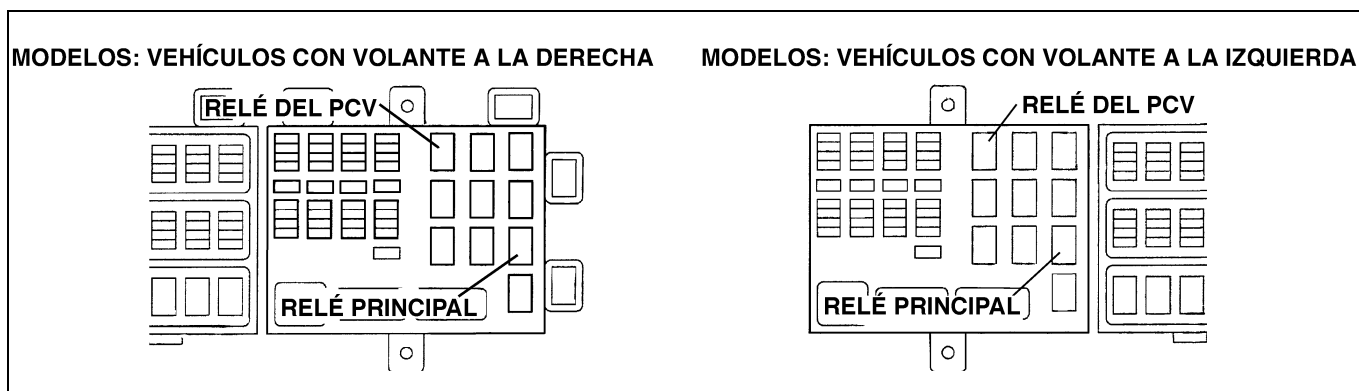 MODELOS: VEHÍCULOS CON VOLANTE A LA DERECHA
RELÉ DEL PCV
RELÉ PRINCIPAL
MODELOS: VEHÍCULOS CON VOLANTE A LA IZQUIERDA
RELÉ DEL PCV
RELÉ PRINCIPAL